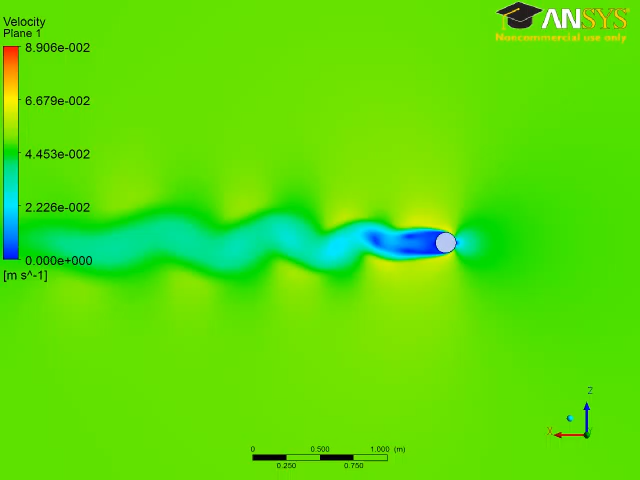 Velocity
Plane 1
8.906e-002
6.679e-002
4.453e-002
2.226e-002
0.000e+000
[m s^-1]
ANSYS
Noncommercial use only
0 0.500 1.000 (m)
0.250 0.750
Z
X
Y